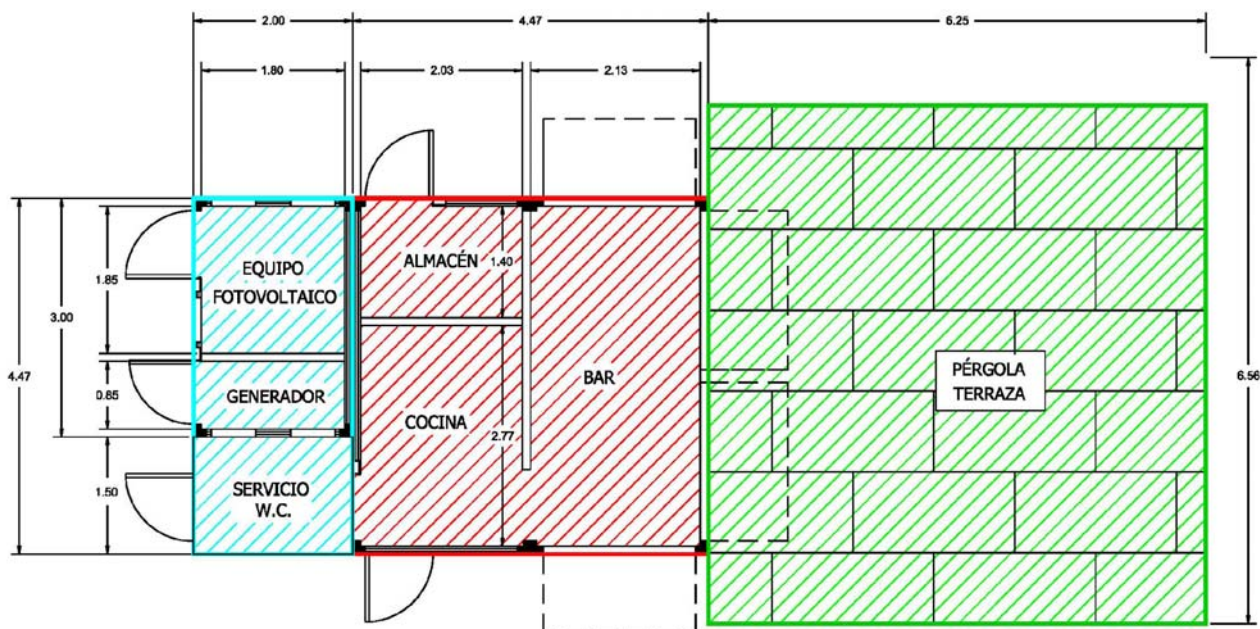 2.00
4.47
6.25
1.80
2.03
2.13
EQUIPO
FOTOVOLTAICO
ALMACÉN
1.40
1.85
3.00
4.47
BAR
PÉRGOLA
TERRAZA
6.56
0.85
GENERADOR
COCINA
2.77
1.50
SERVICIO
W.C.